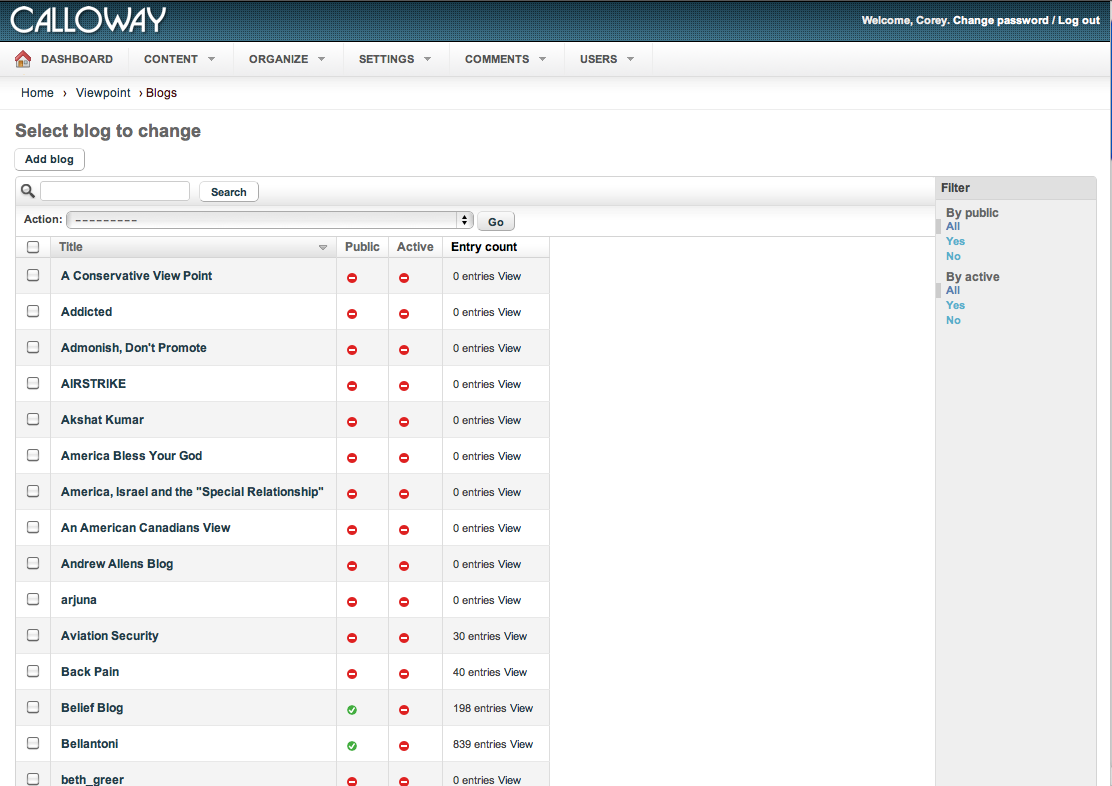 CALLOWAY
Welcome, Corey. Change password / Log out
DASHBOARD CONTENT ORGANIZE SETTINGS COMMENTS USERS
Home › Viewpoint › Blogs
Select blog to change
Add blog
Search
Action: --------- Go
Title Public Active Entry count
A Conservative View Point 0 entries View
Addicted 0 entries View
Admonish, Don't Promote 0 entries View
AIRSTRIKE 0 entries View
Akshat Kumar 0 entries View
America Bless Your God 0 entries View
America, Israel and the "Special Relationship" 0 entries View
An American Canadians View 0 entries View
Andrew Allens Blog 0 entries View
arjuna 0 entries View
Aviation Security 30 entries View
Back Pain 40 entries View
Belief Blog 198 entries View
Bellantoni 839 entries View
beth_greer 0 entries View
Filter
By public
All
Yes
No
By active
All
Yes
No